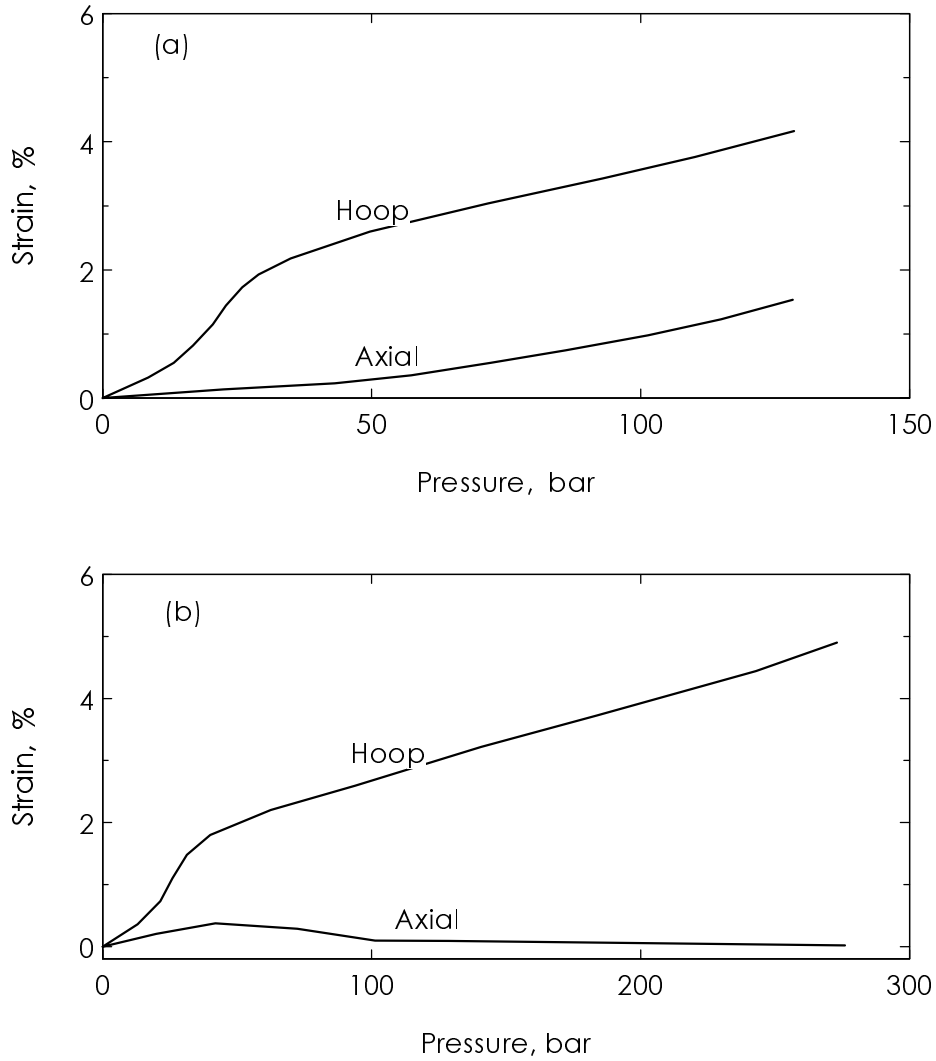 6
(a)
4
Strain, %
Hoop
2
Axial
0
0 50 100 150
Pressure, bar
6
(b)
4
Strain, %
Hoop
2
Axial
0
0 100 200 300
Pressure, bar